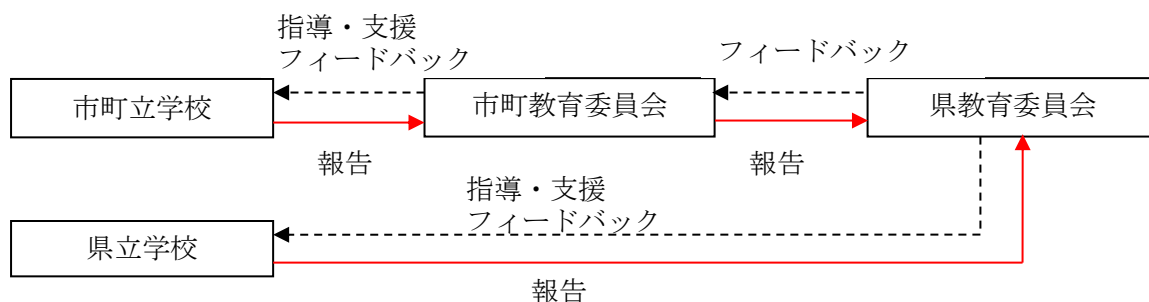 指導・支援
フィードバック
フィードバック
市町立学校
市町教育委員会
県教育委員会
報告
報告
指導・支援
フィードバック
県立学校
報告